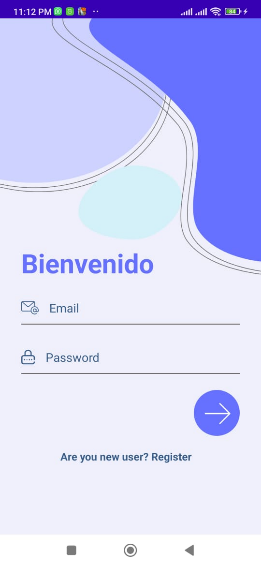 11:12 PM
Bienvenido
Email
Password
Are you new user? Register